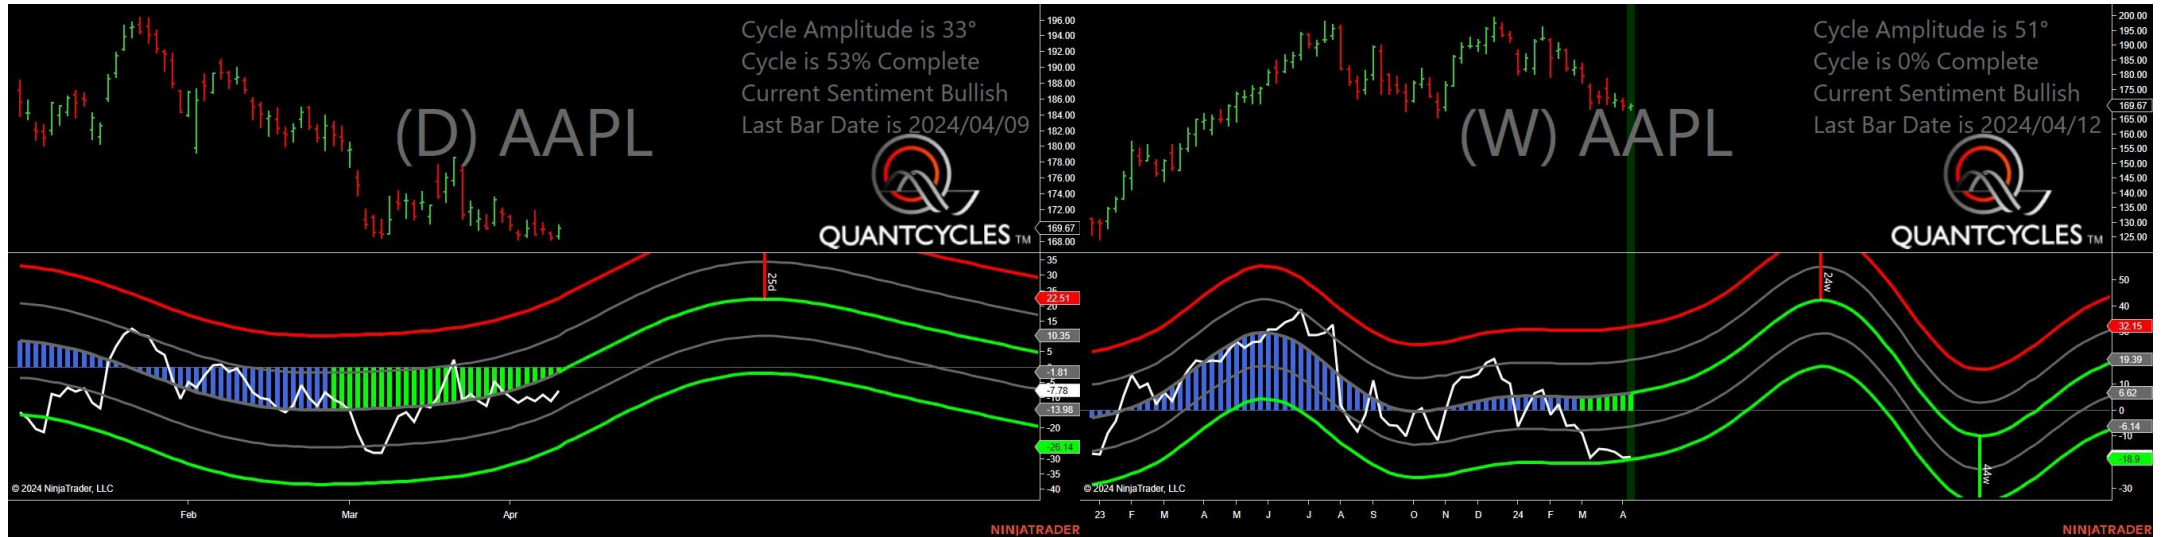 Cycle Amplitude is 33°
Cycle is 53% Complete
Current Sentiment Bullish
Last Bar Date is 2024/04/09
(D) AAPL
QUANTCYCLES TM
196.00
194.00
192.00
190.00
188.00
186.00
184.00
182.00
180.00
178.00
176.00
174.00
172.00
169.67
168.00
35
30
25
22.51
20
15
10.35
5
-1.81
-7.78
-10
-13.98
-20
-26.14
-30
-35
-40
25d
© 2024 NinjaTrader, LLC
Feb Mar Apr
NINJATRADER
Cycle Amplitude is 51°
Cycle is 0% Complete
Current Sentiment Bullish
Last Bar Date is 2024/04/12
(W) AAPL
QUANTCYCLES TM
200.00
195.00
190.00
185.00
180.00
175.00
169.67
165.00
160.00
155.00
150.00
145.00
140.00
135.00
130.00
125.00
50
40
32.15
19.39
10
6.62
0
-6.14
-10
-18.9
-30
24w
44w
© 2024 NinjaTrader, LLC
23 F M A M J J A S O N D 24 F M A
NINJATRADER